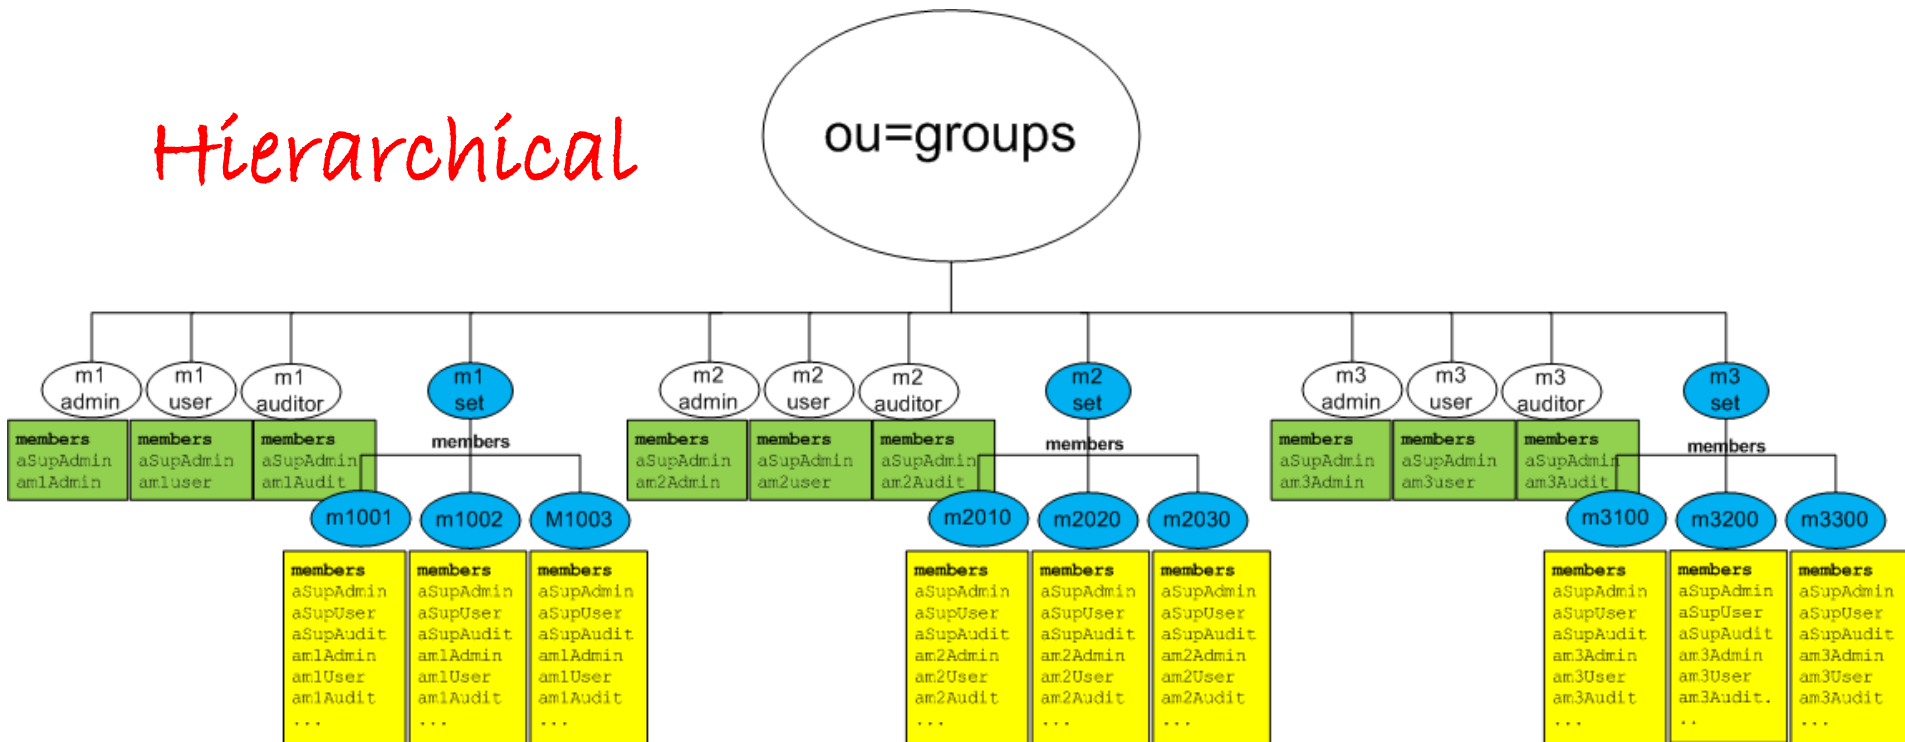 Hierarchical
ou=groups
m1
admin
m1
user
m1
auditor
m1
set
m2
admin
m2
user
m2
auditor
m2
set
m3
admin
m3
user
m3
auditor
m3
set
members
aSupAdmin
am1Admin
members
aSupAdmin
am1user
members
aSupAdmin
am1Audit
members
members
aSupAdmin
am2Admin
members
aSupAdmin
am2user
members
aSupAdmin
am2Audit
members
members
aSupAdmin
am3Admin
members
aSupAdmin
am3user
members
aSupAdmin
am3Audit
members
m1001
m1002
M1003
m2010
m2020
m2030
m3100
m3200
m3300
members
aSupAdmin
aSupUser
aSupAudit
am1Admin
am1User
am1Audit
...
members
aSupAdmin
aSupUser
aSupAudit
am1Admin
am1User
am1Audit
...
members
aSupAdmin
aSupUser
aSupAudit
am1Admin
am1User
am1Audit
...
members
aSupAdmin
aSupUser
aSupAudit
am2Admin
am2User
am2Audit
...
members
aSupAdmin
aSupUser
aSupAudit
am2Admin
am2User
am2Audit
...
members
aSupAdmin
aSupUser
aSupAudit
am2Admin
am2User
am2Audit
...
members
aSupAdmin
aSupUser
aSupAudit
am3Admin
am3User
am3Audit
...
members
aSupAdmin
aSupUser
aSupAudit
am3Admin
am3User
am3Audit.
..
members
aSupAdmin
aSupUser
aSupAudit
am3Admin
am3User
am3Audit
...